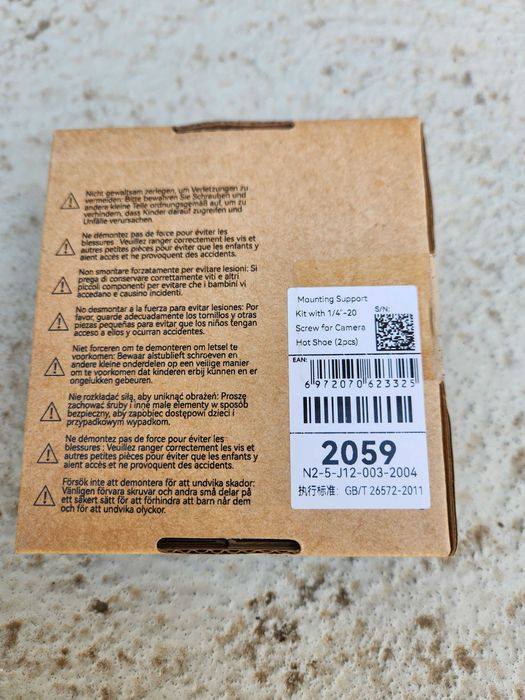 Nicht gewaltsam zerlegen, um Verletzungen zu
vermeiden: Bitte bewahren Sie Schrauben und
andere kleine Teile ordnungsgemäß auf, um zu
verhindern, dass Kinder darauf zugreifen und
Unfälle verursachen.
Ne démontez pas de force pour éviter les
blessures : Veuillez ranger correctement les vis et
autres petites pièces pour éviter que les enfants y
aient accès et ne provoquent des accidents.
Non smontare forzatamente per evitare lesioni: Si
prega di conservare correttamente viti e altri
piccoli componenti per evitare che i bambini vi
accedano e causino incidenti.
No desmontar a la fuerza para evitar lesiones: Por
favor, guarde adecuadamente los tornillos y otras
piezas pequeñas para evitar que los niños tengan
acceso a ellos y ocurran accidentes.
Niet forceren om te demonteren om letsel te
voorkomen: Bewaar alstublieft schroeven en
andere kleine onderdelen op een veilige manier
om te voorkomen dat kinderen erbij kunnen en er
ongelukken gebeuren.
Nie rozkładać siłą, aby uniknąć obrażeń: Proszę
zachować śruby i inne małe elementy w sposób
bezpieczny, aby zapobiec dostępowi dzieci i
przypadkowym wypadkom.
Ne démontez pas de force pour éviter les
blessures : Veuillez ranger correctement les vis et
autres petites pièces pour éviter que les enfants y
aient accès et ne provoquent des accidents.
Försök inte att demontera för att undvika skador:
Vänligen förvara skruvar och andra små delar på
ett säkert sätt för att förhindra att barn når dem
och för att undvika olyckor.
Mounting Support
Kit with 1/4"-20
Screw for Camera
Hot Shoe (2pcs)
S/N:
EAN:
6 972070 623325
2059
N2-5-J12-003-2004
执行标准: GB/T 26572-2011